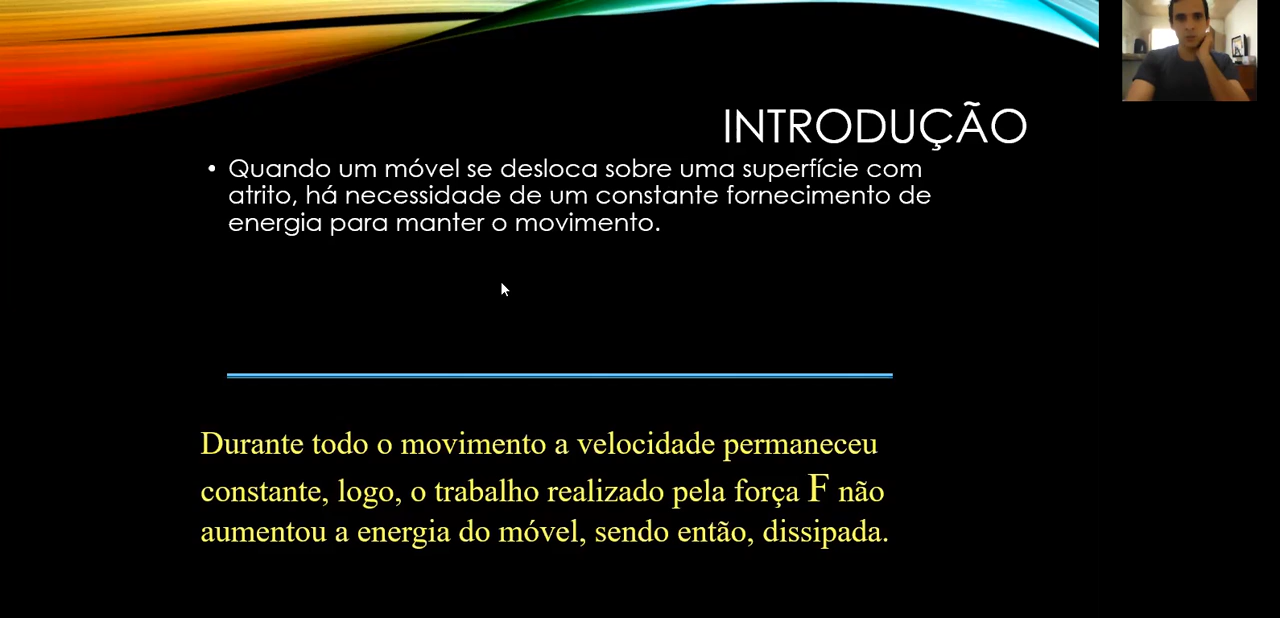 INTRODUÇÃO
• Quando um móvel se desloca sobre uma superfície com
atrito, há necessidade de um constante fornecimento de
energia para manter o movimento.
Durante todo o movimento a velocidade permaneceu
constante, logo, o trabalho realizado pela força F não
aumentou a energia do móvel, sendo então, dissipada.